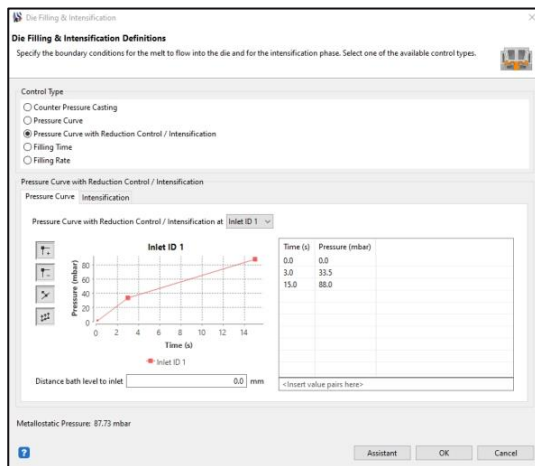 Die Filling & Intensification
Die Filling & Intensification Definitions
Specify the boundary conditions for the melt to flow into the die and for the intensification phase. Select one of the available control types.
Control Type
Counter Pressure Casting
Pressure Curve
Pressure Curve with Reduction Control / Intensification
Filling Time
Filling Rate
Pressure Curve with Reduction Control / Intensification
Pressure Curve Intensification
Pressure Curve with Reduction Control / Intensification at Inlet ID 1
Inlet ID 1
Pressure (mbar)
80
60
40
20
0
0 2 4 6 8 10 12 14
Time (s)
Inlet ID 1
Time (s) Pressure (mbar)
0.0 0.0
3.0 33.5
15.0 88.0
<Insert value pairs here>
Distance bath level to inlet 0.0 mm
Metallostatic Pressure: 87.73 mbar
?
Assistant OK Cancel